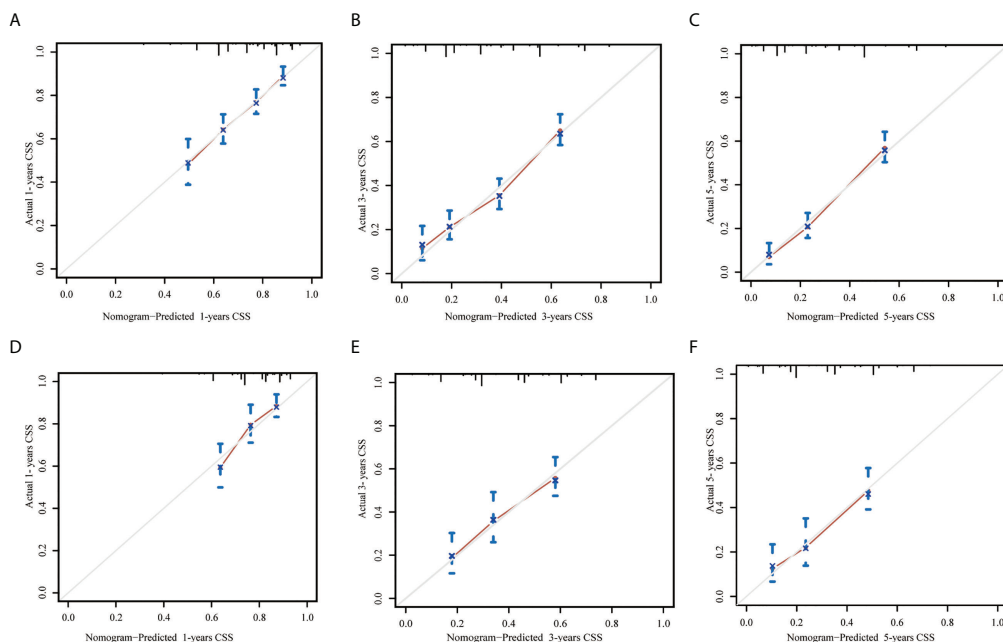 A
B
C
Actual 1- years CSS
0.0 0.2 0.4 0.6 0.8 1.0
0.0 0.2 0.4 0.6 0.8 1.0
Nomogram−Predicted 1-years CSS
Actual 3- years CSS
0.0 0.2 0.4 0.6 0.8 1.0
0.0 0.2 0.4 0.6 0.8 1.0
Nomogram−Predicted 3-years CSS
Actual 5- years CSS
0.0 0.2 0.4 0.6 0.8 1.0
0.0 0.2 0.4 0.6 0.8 1.0
Nomogram−Predicted 5-years CSS
D
E
F
Actual 1- years CSS
0.0 0.2 0.4 0.6 0.8 1.0
0.0 0.2 0.4 0.6 0.8 1.0
Nomogram−Predicted 1-years CSS
Actual 3- years CSS
0.0 0.2 0.4 0.6 0.8 1.0
0.0 0.2 0.4 0.6 0.8 1.0
Nomogram−Predicted 3-years CSS
Actual 5- years CSS
0.0 0.2 0.4 0.6 0.8 1.0
0.0 0.2 0.4 0.6 0.8 1.0
Nomogram−Predicted 5-years CSS